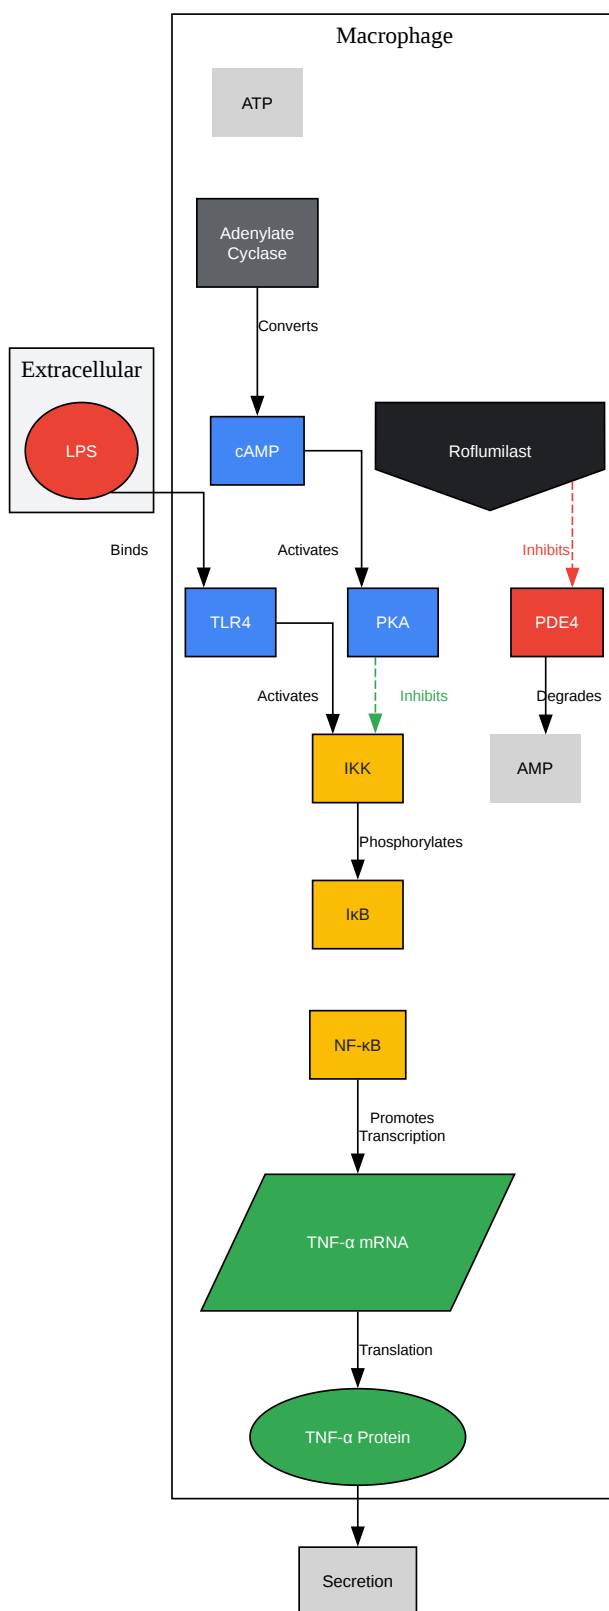 Macrophage
ATP
Adenylate
Cyclase
Converts
Extracellular
LPS
cAMP
Roflumilast
Binds
Activates
Inhibits
TLR4
PKA
PDE4
Activates
Inhibits
Degrades
IKK
AMP
Phosphorylates
IκB
NF-κB
Promotes
Transcription
TNF-α mRNA
Translation
TNF-α Protein
Secretion